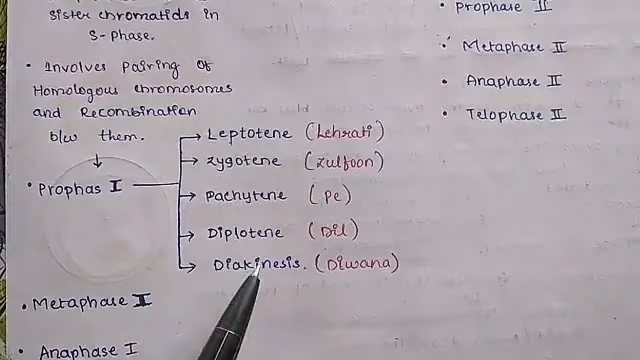 sister chromatids in
S-Phase.
• Involves pairing of
Homologous chromosomes
and Recombination
b/w them.
• Prophas I
Leptotene (Lehrati)
Zygotene (Zulfoon)
Pachytene (Pe)
Diplotene (Dil)
Diakinesis. (Diwana)
• Metaphase I
• Anaphase I
• Prophase II
• Metaphase II
• Anaphase II
• Telophase II